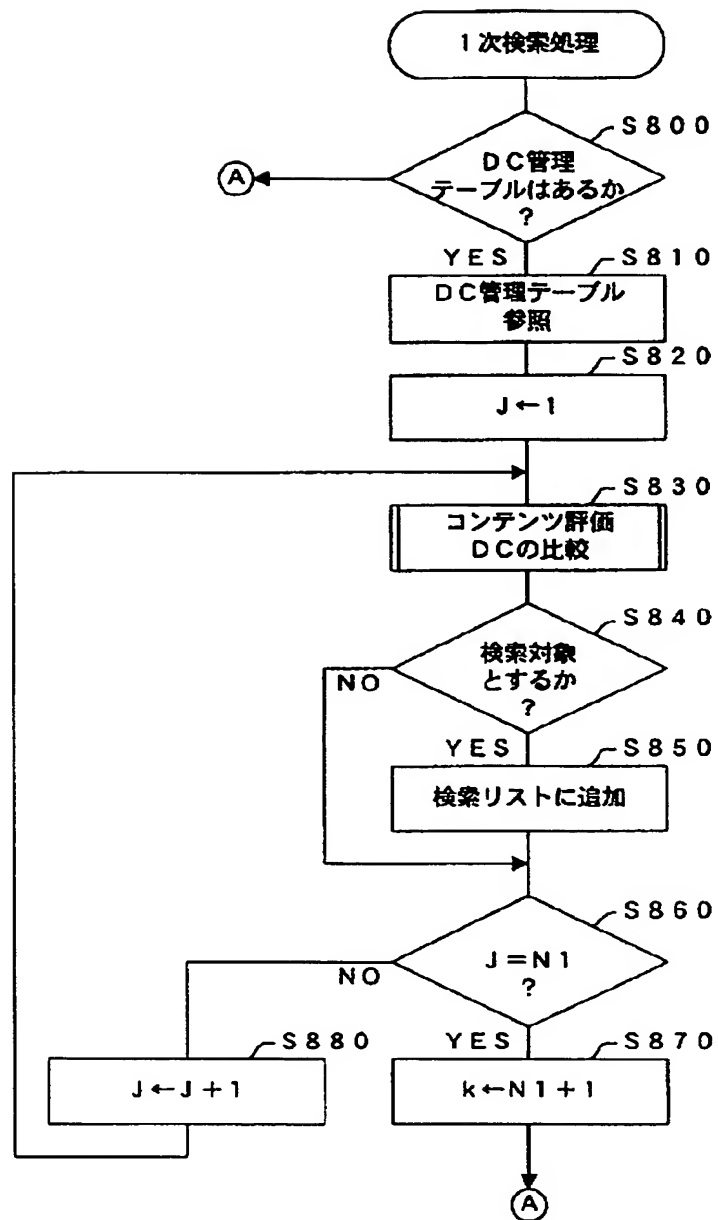 1次検索処理
S800
DC管理
テーブルはあるか
?
A
YES
S810
DC管理テーブル
参照
S820
J←1
S830
コンテンツ評価
DCの比較
S840
検索対象
とするか
?
NO
YES
S850
検索リストに追加
S860
J=N1
?
NO
YES
S880
J←J+1
S870
k←N1+1
A